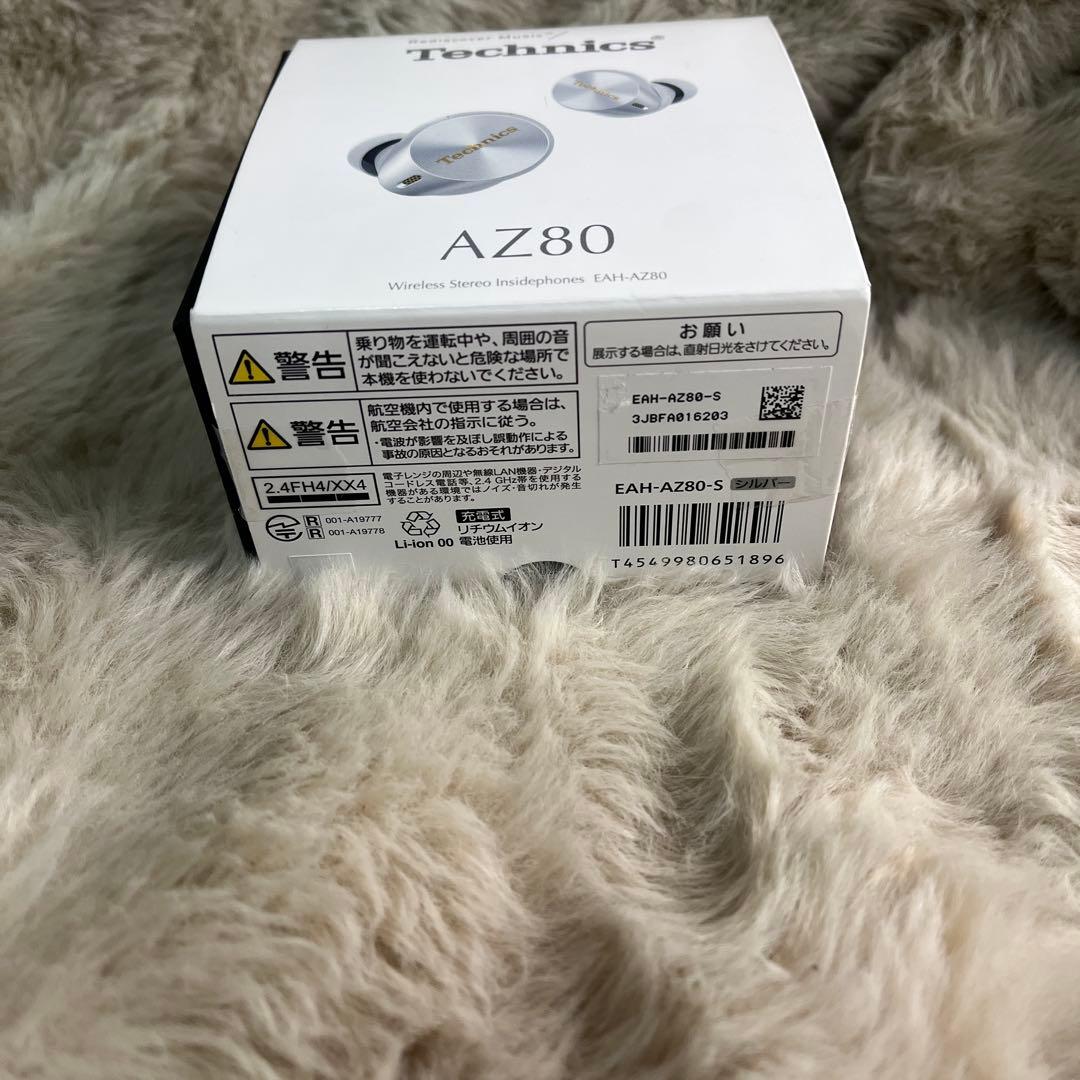 Rediscover Music
Technics
Technics
Technics
AZ80
Wireless Stereo Insidephones EAH-AZ80
警告
乗り物を運転中や、周囲の音
が聞こえないと危険な場所で
本機を使わないでください。
警告
航空機内で使用する場合は、
航空会社の指示に従う。
・電波が影響を及ぼし誤動作による
事故の原因となるおそれがあります。
2.4FH4/XX4
電子レンジの周辺や無線LAN機器・デジタル
コードレス電話等、2.4 GHz帯を使用する
機器がある環境ではノイズ・音切れが発生
することがあります。
R 001-A19777
R 001-A19778
Li-ion 00
充電式
リチウムイオン
電池使用
お願い
展示する場合は、直射日光をさけてください。
EAH-AZ80-S
3JBFA016203
EAH-AZ80-S シルバー
T4549980651896